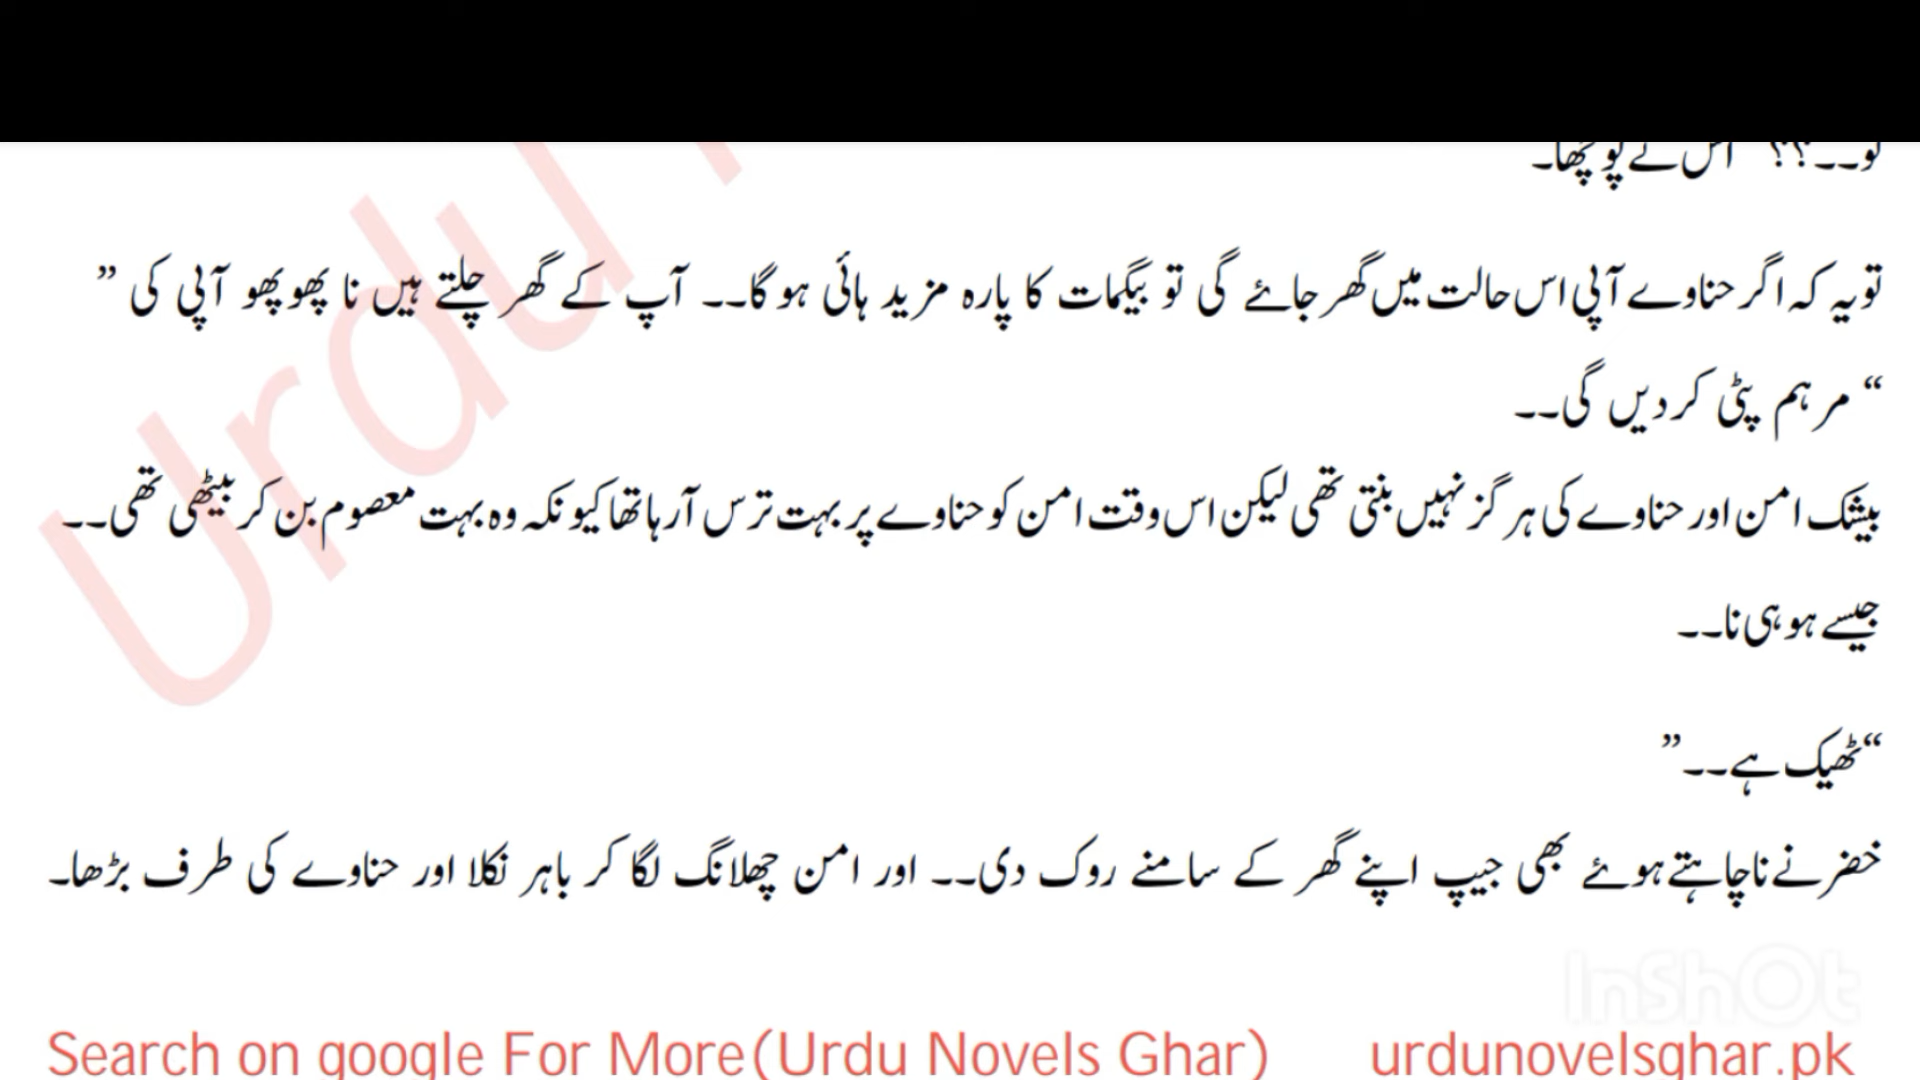 تو۔۔؟؟ اس نے پوچھا۔
تو یہ کہ اگر حناوے آپی اس حالت میں گھر جائے گی تو بیگمات کا پارہ مزید ہائی ہو گا۔۔ آپ کے گھر چلتے ہیں نا پھوپھو آپی کی ”
“ مرہم پٹی کر دیں گی۔۔
بیشک امن اور حناوے کی ہر گز نہیں بنتی تھی لیکن اس وقت امن کو حناوے پر بہت ترس آرہا تھا کیونکہ وہ بہت معصوم بن کر بیٹھی تھی۔۔
جیسے ہو ہی نا۔۔
“ٹھیک ہے۔۔”
خضر نے ناچاہتے ہوئے بھی جیپ اپنے گھر کے سامنے روک دی۔۔ اور امن چھلانگ لگا کر باہر نکلا اور حناوے کی طرف بڑھا۔
Urdu
InShOt
Search on google For More(Urdu Novels Ghar) urdunovelsghar.pk